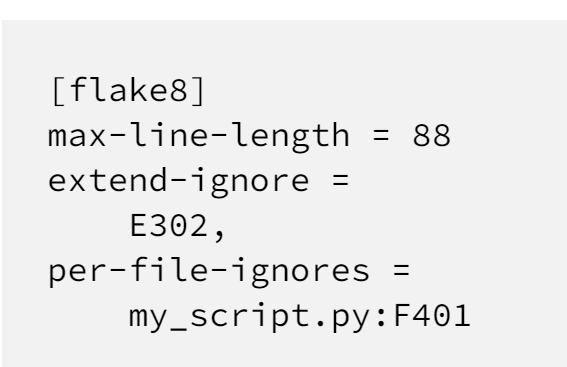 [flake8]
max-line-length = 88
extend-ignore =
    E302,
per-file-ignores =
    my_script.py:F401